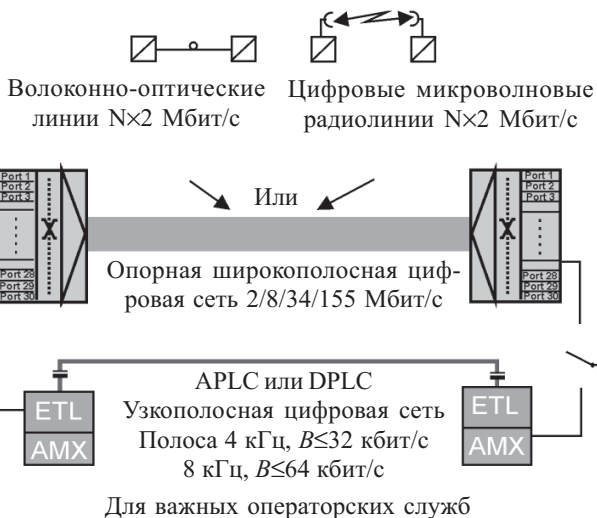 Волоконно-оптические
линии N×2 Мбит/с
Цифровые микроволновые
радиолинии N×2 Мбит/с
Port 1
Port 2
Port 3
Port 28
Port 29
Port 30
Или
Port 1
Port 2
Port 3
Port 28
Port 29
Port 30
Опорная широкополосная циф-
ровая сеть 2/8/34/155 Мбит/с
ETL
AMX
APLC или DPLC
Узкополосная цифровая сеть
Полоса 4 кГц, B≤32 кбит/с
8 кГц, B≤64 кбит/с
ETL
AMX
Для важных операторских служб